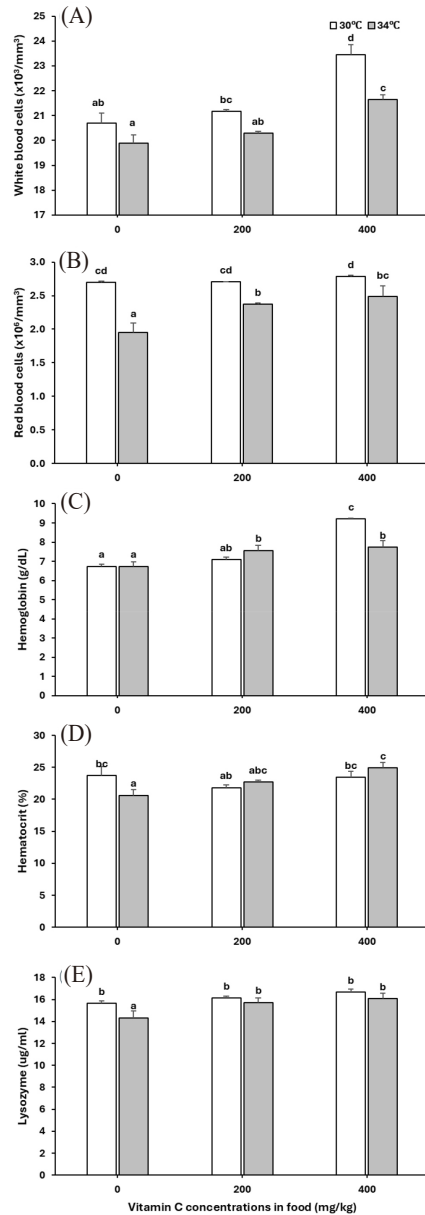 (A)
30℃ 34℃
White blood cells (x10³/mm³)
25
24
23
22
21
20
19
18
17
ab a bc ab d c
0 200 400
(B)
Red blood cells (x10⁶/mm³)
3.0
2.5
2.0
1.5
1.0
0.5
0.0
cd a cd b d bc
0 200 400
(C)
Hemoglobin (g/dL)
10
9
8
7
6
5
4
3
2
1
0
a a ab b c b
0 200 400
(D)
Hematocrit (%)
30
25
20
15
10
5
0
bc a ab abc bc c
0 200 400
(E)
Lysozyme (ug/ml)
18
16
14
12
10
8
6
4
2
0
b a b b b b
0 200 400
Vitamin C concentrations in food (mg/kg)